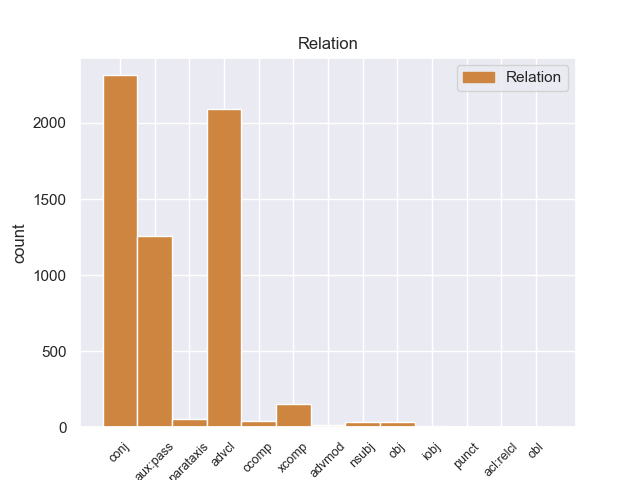 Relation
Relation
count
2000
1500
1000
500
0
conj
aux:pass
parataxis
advcl
ccomp
xcomp
advmod
nsubj
obj
iobj
punct
acl:relcl
obl